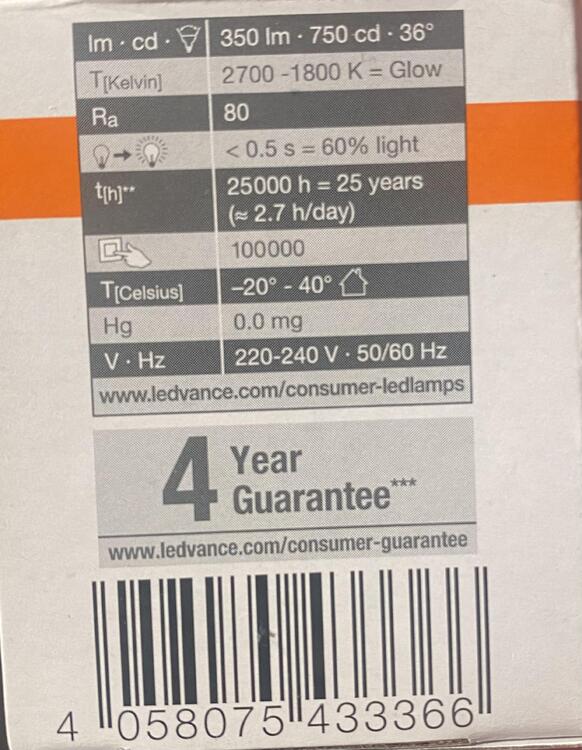 lm · cd · 350 lm · 750 cd · 36°
T[Kelvin] 2700 -1800 K = Glow
Ra 80
< 0.5 s = 60% light
t[h]** 25000 h = 25 years
(≈ 2.7 h/day)
100000
T[Celsius] –20° - 40°
Hg 0.0 mg
V · Hz 220-240 V · 50/60 Hz
www.ledvance.com/consumer-ledlamps
4 Year
Guarantee***
www.ledvance.com/consumer-guarantee
4 058075 433366